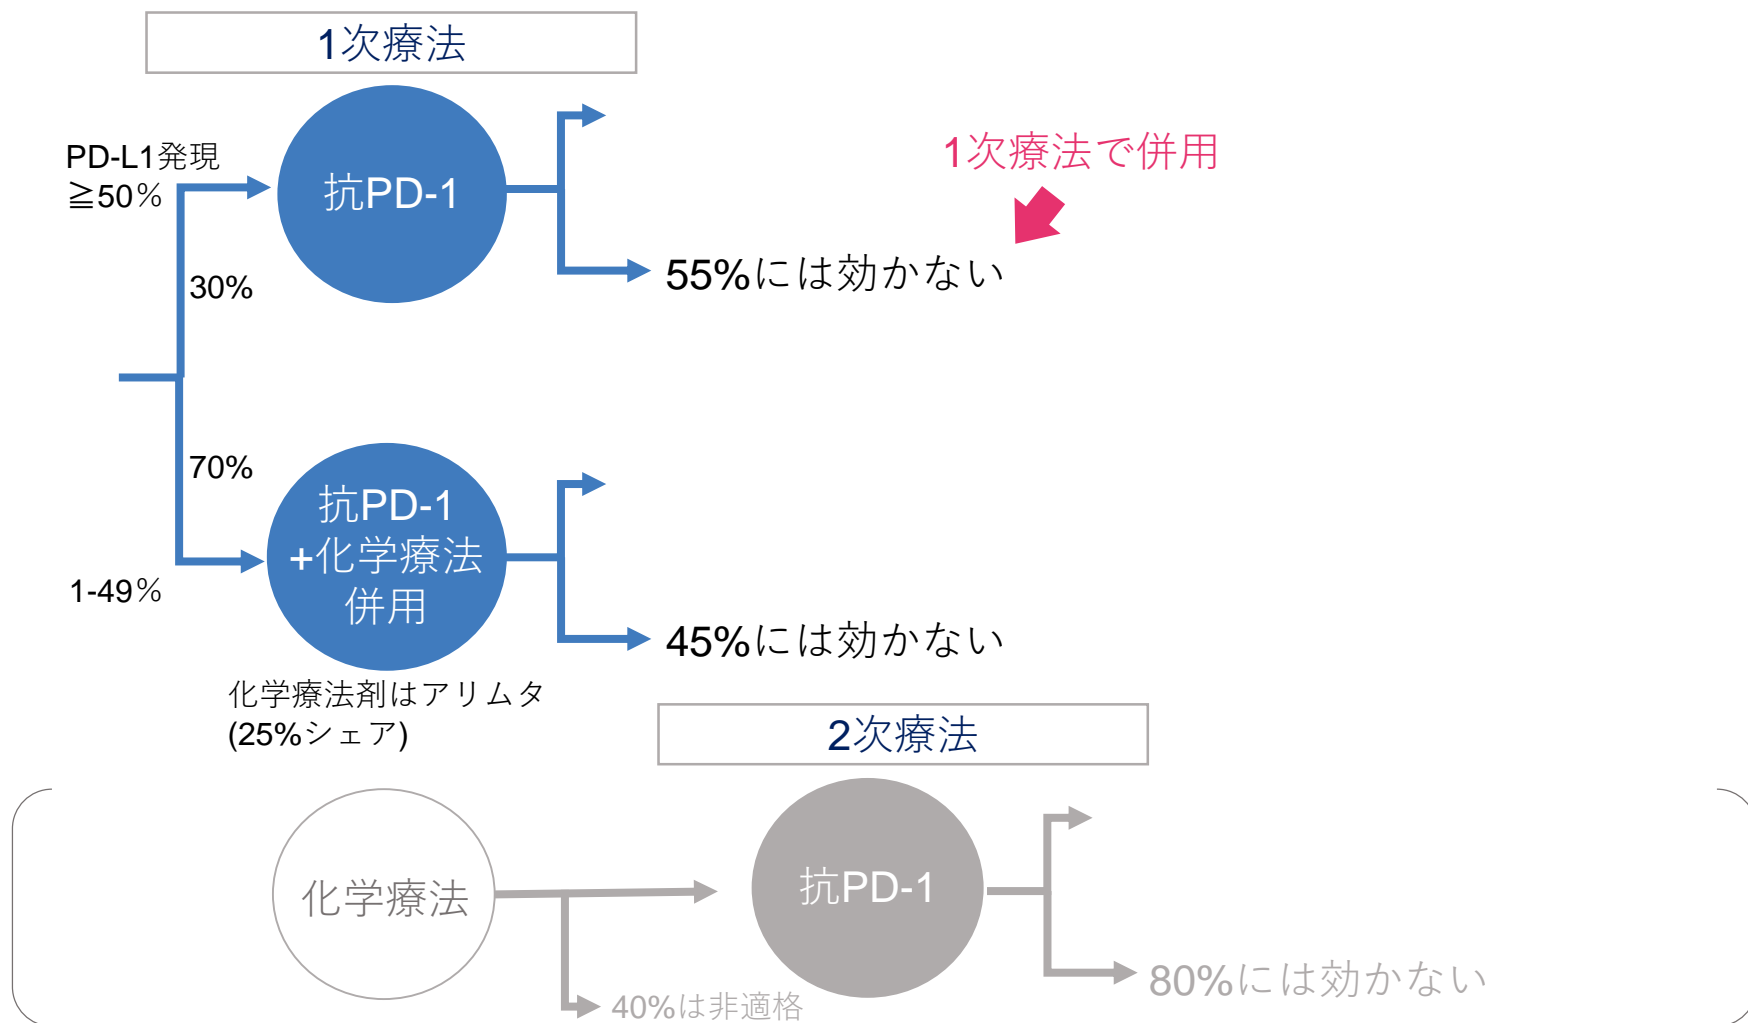 1次療法
PD-L1発現
≧50%
抗PD-1
1次療法で併用
55%には効かない
30%
70%
抗PD-1
+化学療法
併用
1-49%
45%には効かない
化学療法剤はアリムタ
(25%シェア)
2次療法
化学療法
抗PD-1
80%には効かない
40%は非適格